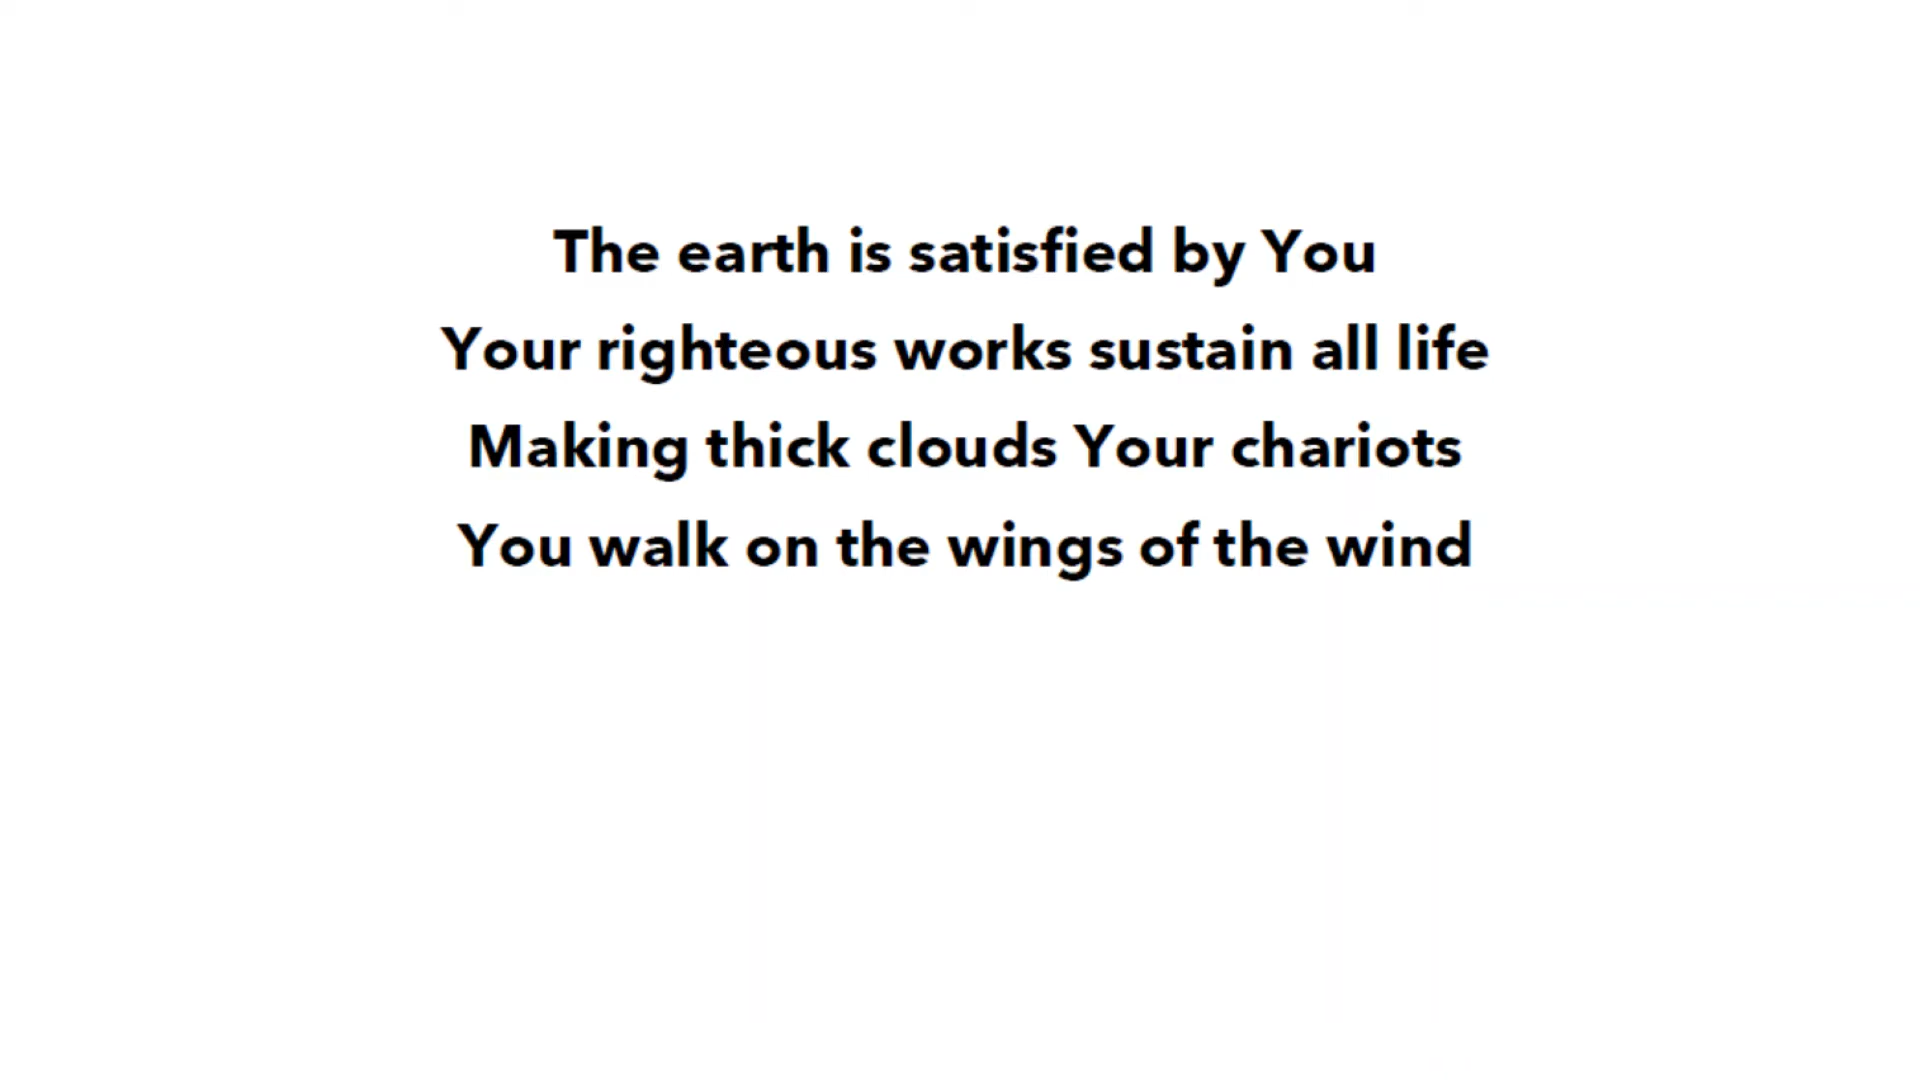 The earth is satisfied by You
Your righteous works sustain all life
Making thick clouds Your chariots
You walk on the wings of the wind